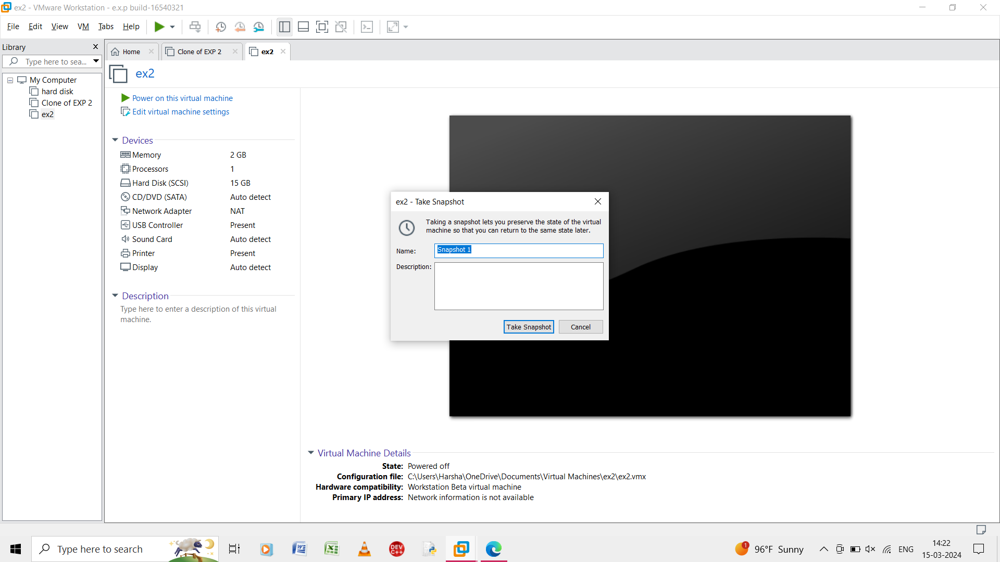 ex2 - VMware Workstation - e.x.p build-16540321
File Edit View VM Tabs Help
Library
Type here to sea...
My Computer
hard disk
Clone of EXP 2
ex2
Home
Clone of EXP 2
ex2
ex2
Power on this virtual machine
Edit virtual machine settings
Devices
Memory 2 GB
Processors 1
Hard Disk (SCSI) 15 GB
CD/DVD (SATA) Auto detect
Network Adapter NAT
USB Controller Present
Sound Card Auto detect
Printer Present
Display Auto detect
Description
Type here to enter a description of this virtual
machine.
ex2 - Take Snapshot
Taking a snapshot lets you preserve the state of the virtual
machine so that you can return to the same state later.
Name: Snapshot 1
Description:
Take Snapshot Cancel
Virtual Machine Details
State: Powered off
Configuration file: C:\Users\Harsha\OneDrive\Documents\Virtual Machines\ex2\ex2.vmx
Hardware compatibility: Workstation Beta virtual machine
Primary IP address: Network information is not available
Type here to search
DEV
C++
1
96°F Sunny
ENG
14:22
15-03-2024